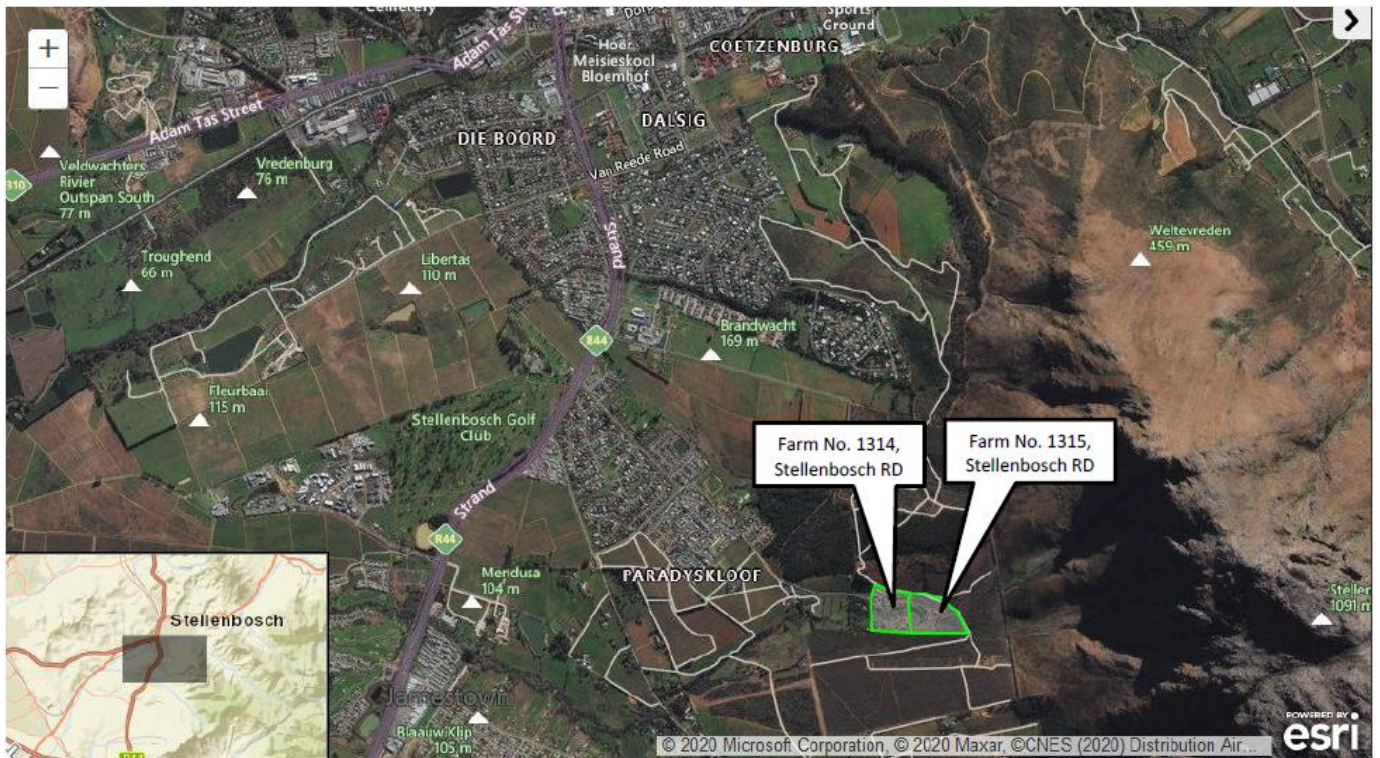 Cemetery
Adam Tas
Sports
Ground
COETZENBURG
Hoër
Meisieskool
Bloemhof
Adam Tas Street
DIE BOORD
DALSIG
Van Reede Road
R310
Veldwachters
Rivier
Outspan South
77 m
Vredenburg
76 m
Troughend
66 m
Libertas
110 m
Strand
Weltevreden
459 m
R44
Brandwacht
169 m
Fleurbaai
115 m
Stellenbosch Golf
Club
Farm No. 1314,
Stellenbosch RD
Farm No. 1315,
Stellenbosch RD
Strand
R44
Mendusa
104 m
PARADYSKLOOF
Stellen
1091 m
Stellenbosch
R44
Jamestown
Blaauw Klip
105 m
© 2020 Microsoft Corporation, © 2020 Maxar, ©CNES (2020) Distribution Air...
POWERED BY
esri